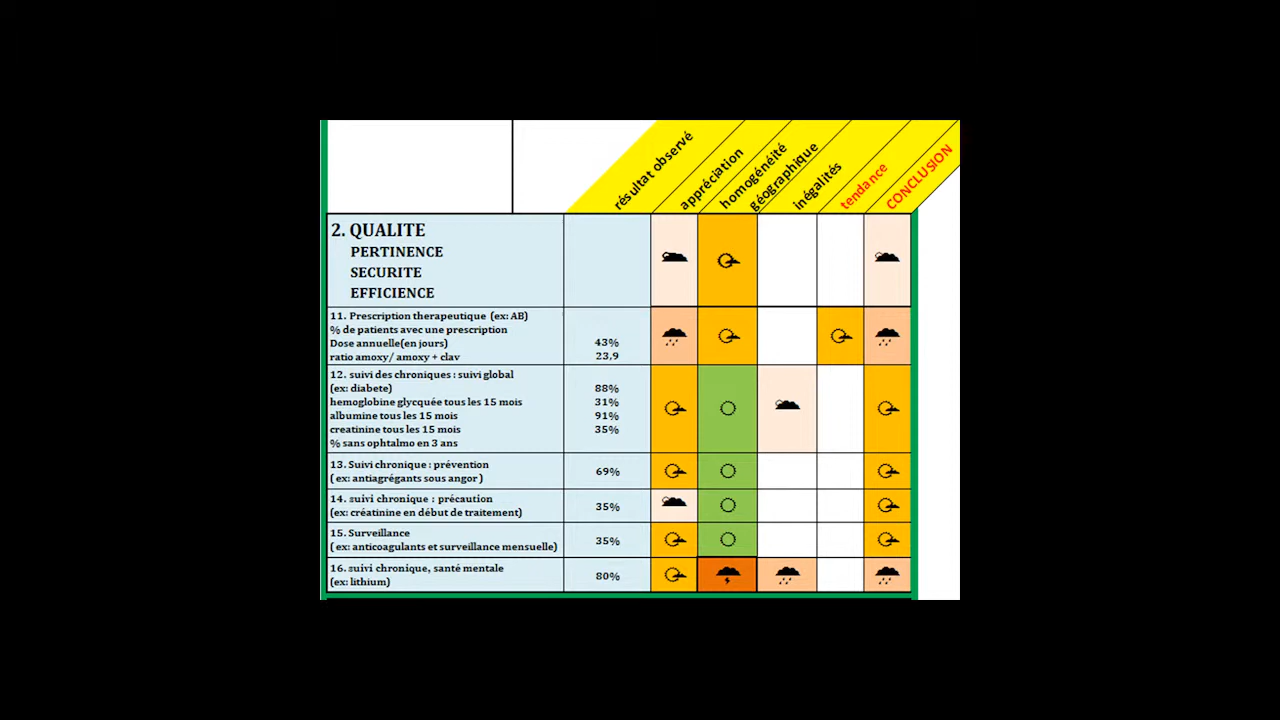 résultat observé
appréciation
homogénéité
géographique
inégalités
tendance
CONCLUSION
2. QUALITE
PERTINENCE
SECURITE
EFFICIENCE
11. Prescription therapeutique (ex: AB)
% de patients avec une prescription
Dose annuelle(en jours) 43%
ratio amoxy/ amoxy + clav 23,9
12. suivi des chroniques : suivi global
(ex: diabete) 88%
hemoglobine glycquée tous les 15 mois 31%
albumine tous les 15 mois 91%
creatinine tous les 15 mois 35%
% sans ophtalmo en 3 ans
13. Suivi chronique : prévention
( ex: antiagrégants sous angor ) 69%
14. suivi chronique : précaution
(ex: créatinine en début de traitement) 35%
15. Surveillance
( ex: anticoagulants et surveillance mensuelle) 35%
16. suivi chronique, santé mentale
(ex: lithium) 80%